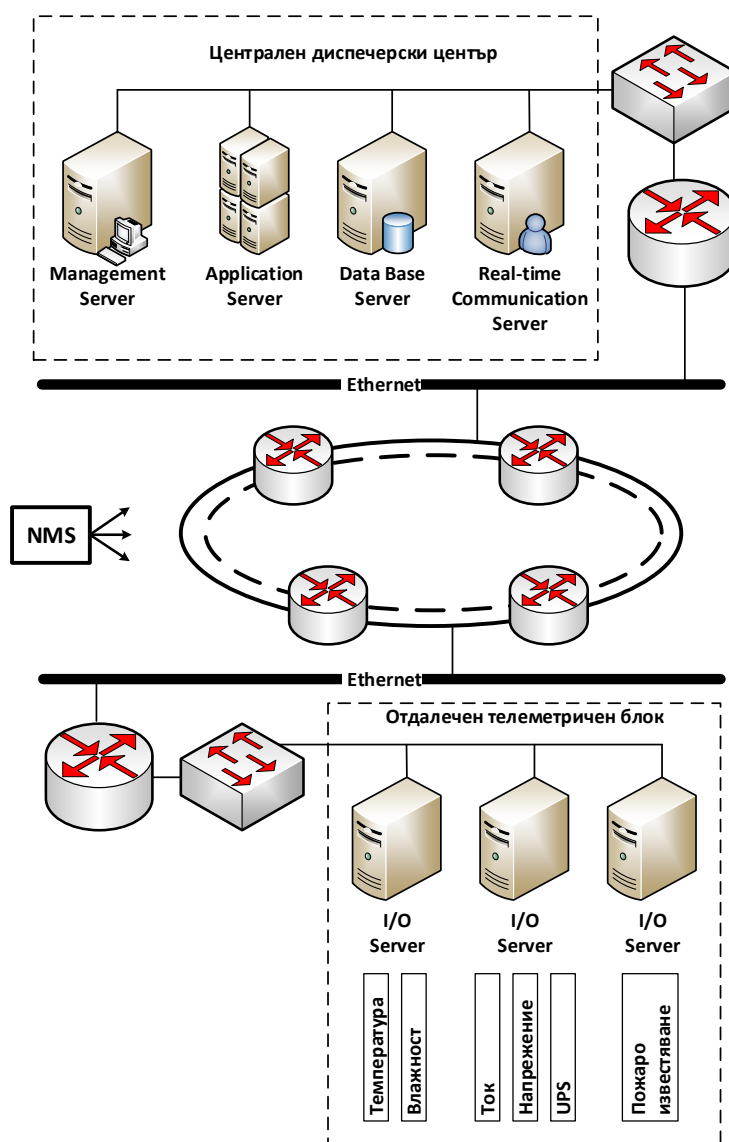 Централен диспечерски център
Management
Server
Application
Server
Data Base
Server
Real-time
Communication
Server
Ethernet
NMS
Ethernet
Отдалечен телеметричен блок
I/O
Server
I/O
Server
I/O
Server
Температура
Влажност
Ток
Напрежение
UPS
Пожаро
известяване